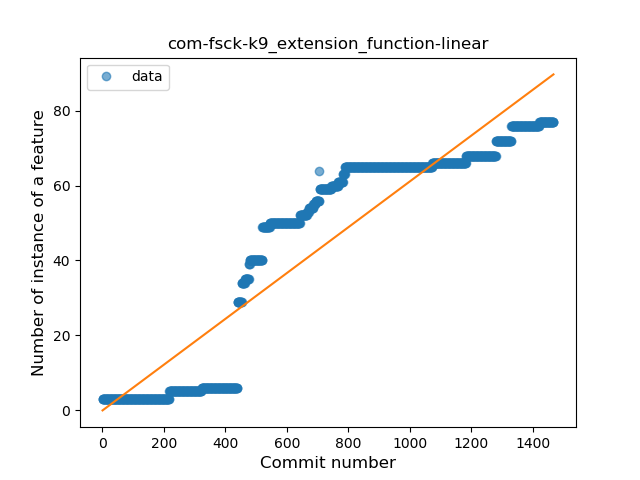 com-fsck-k9_extension_function-linear
data
Number of instance of a feature
80
60
40
20
0
0 200 400 600 800 1000 1200 1400
Commit number